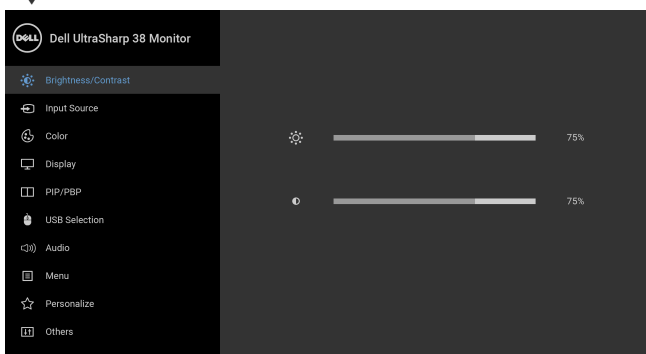 DELL Dell UltraSharp 38 Monitor
Brightness/Contrast
Input Source
Color 75%
Display
PIP/PBP 75%
USB Selection
Audio
Menu
Personalize
Others